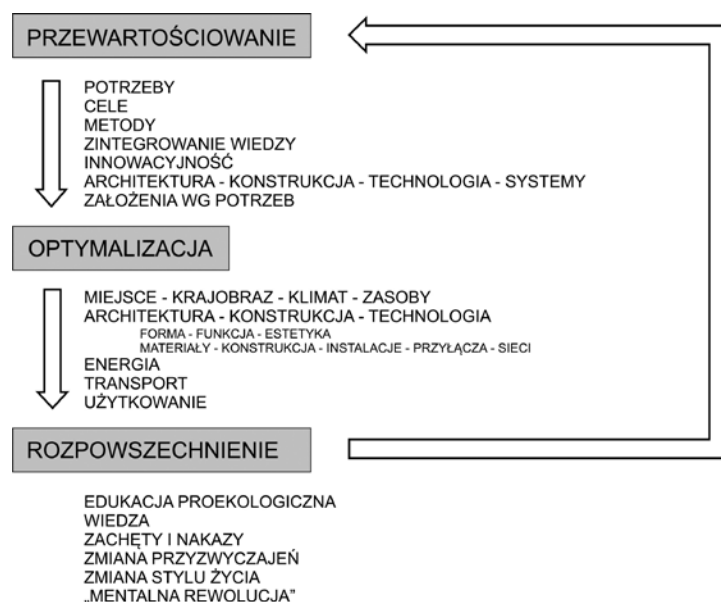 PRZEWARTOŚCIOWANIE
POTRZEBY
CELE
METODY
ZINTEGROWANIE WIEDZY
INNOWACYJNOŚĆ
ARCHITEKTURA - KONSTRUKCJA - TECHNOLOGIA - SYSTEMY
ZAŁOŻENIA WG POTRZEB
OPTYMALIZACJA
MIEJSCE - KRAJOBRAZ - KLIMAT - ZASOBY
ARCHITEKTURA - KONSTRUKCJA - TECHNOLOGIA
FORMA - FUNKCJA - ESTETYKA
MATERIAŁY - KONSTRUKCJA - INSTALACJE - PRZYŁĄCZA - SIECI
ENERGIA
TRANSPORT
UŻYTKOWANIE
ROZPOWSZECHNIENIE
EDUKACJA PROEKOLOGICZNA
WIEDZA
ZACHĘTY I NAKAZY
ZMIANA PRZYZWYCZAJEŃ
ZMIANA STYLU ŻYCIA
„MENTALNA REWOLUCJA”